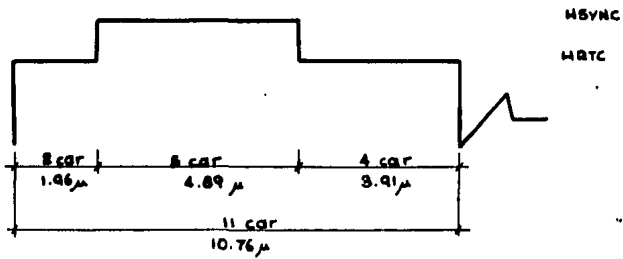 HSYNC
HRTC
2 car 5 car 4 car
1.96μ 4.89μ 3.91μ
11 car
10.76μ